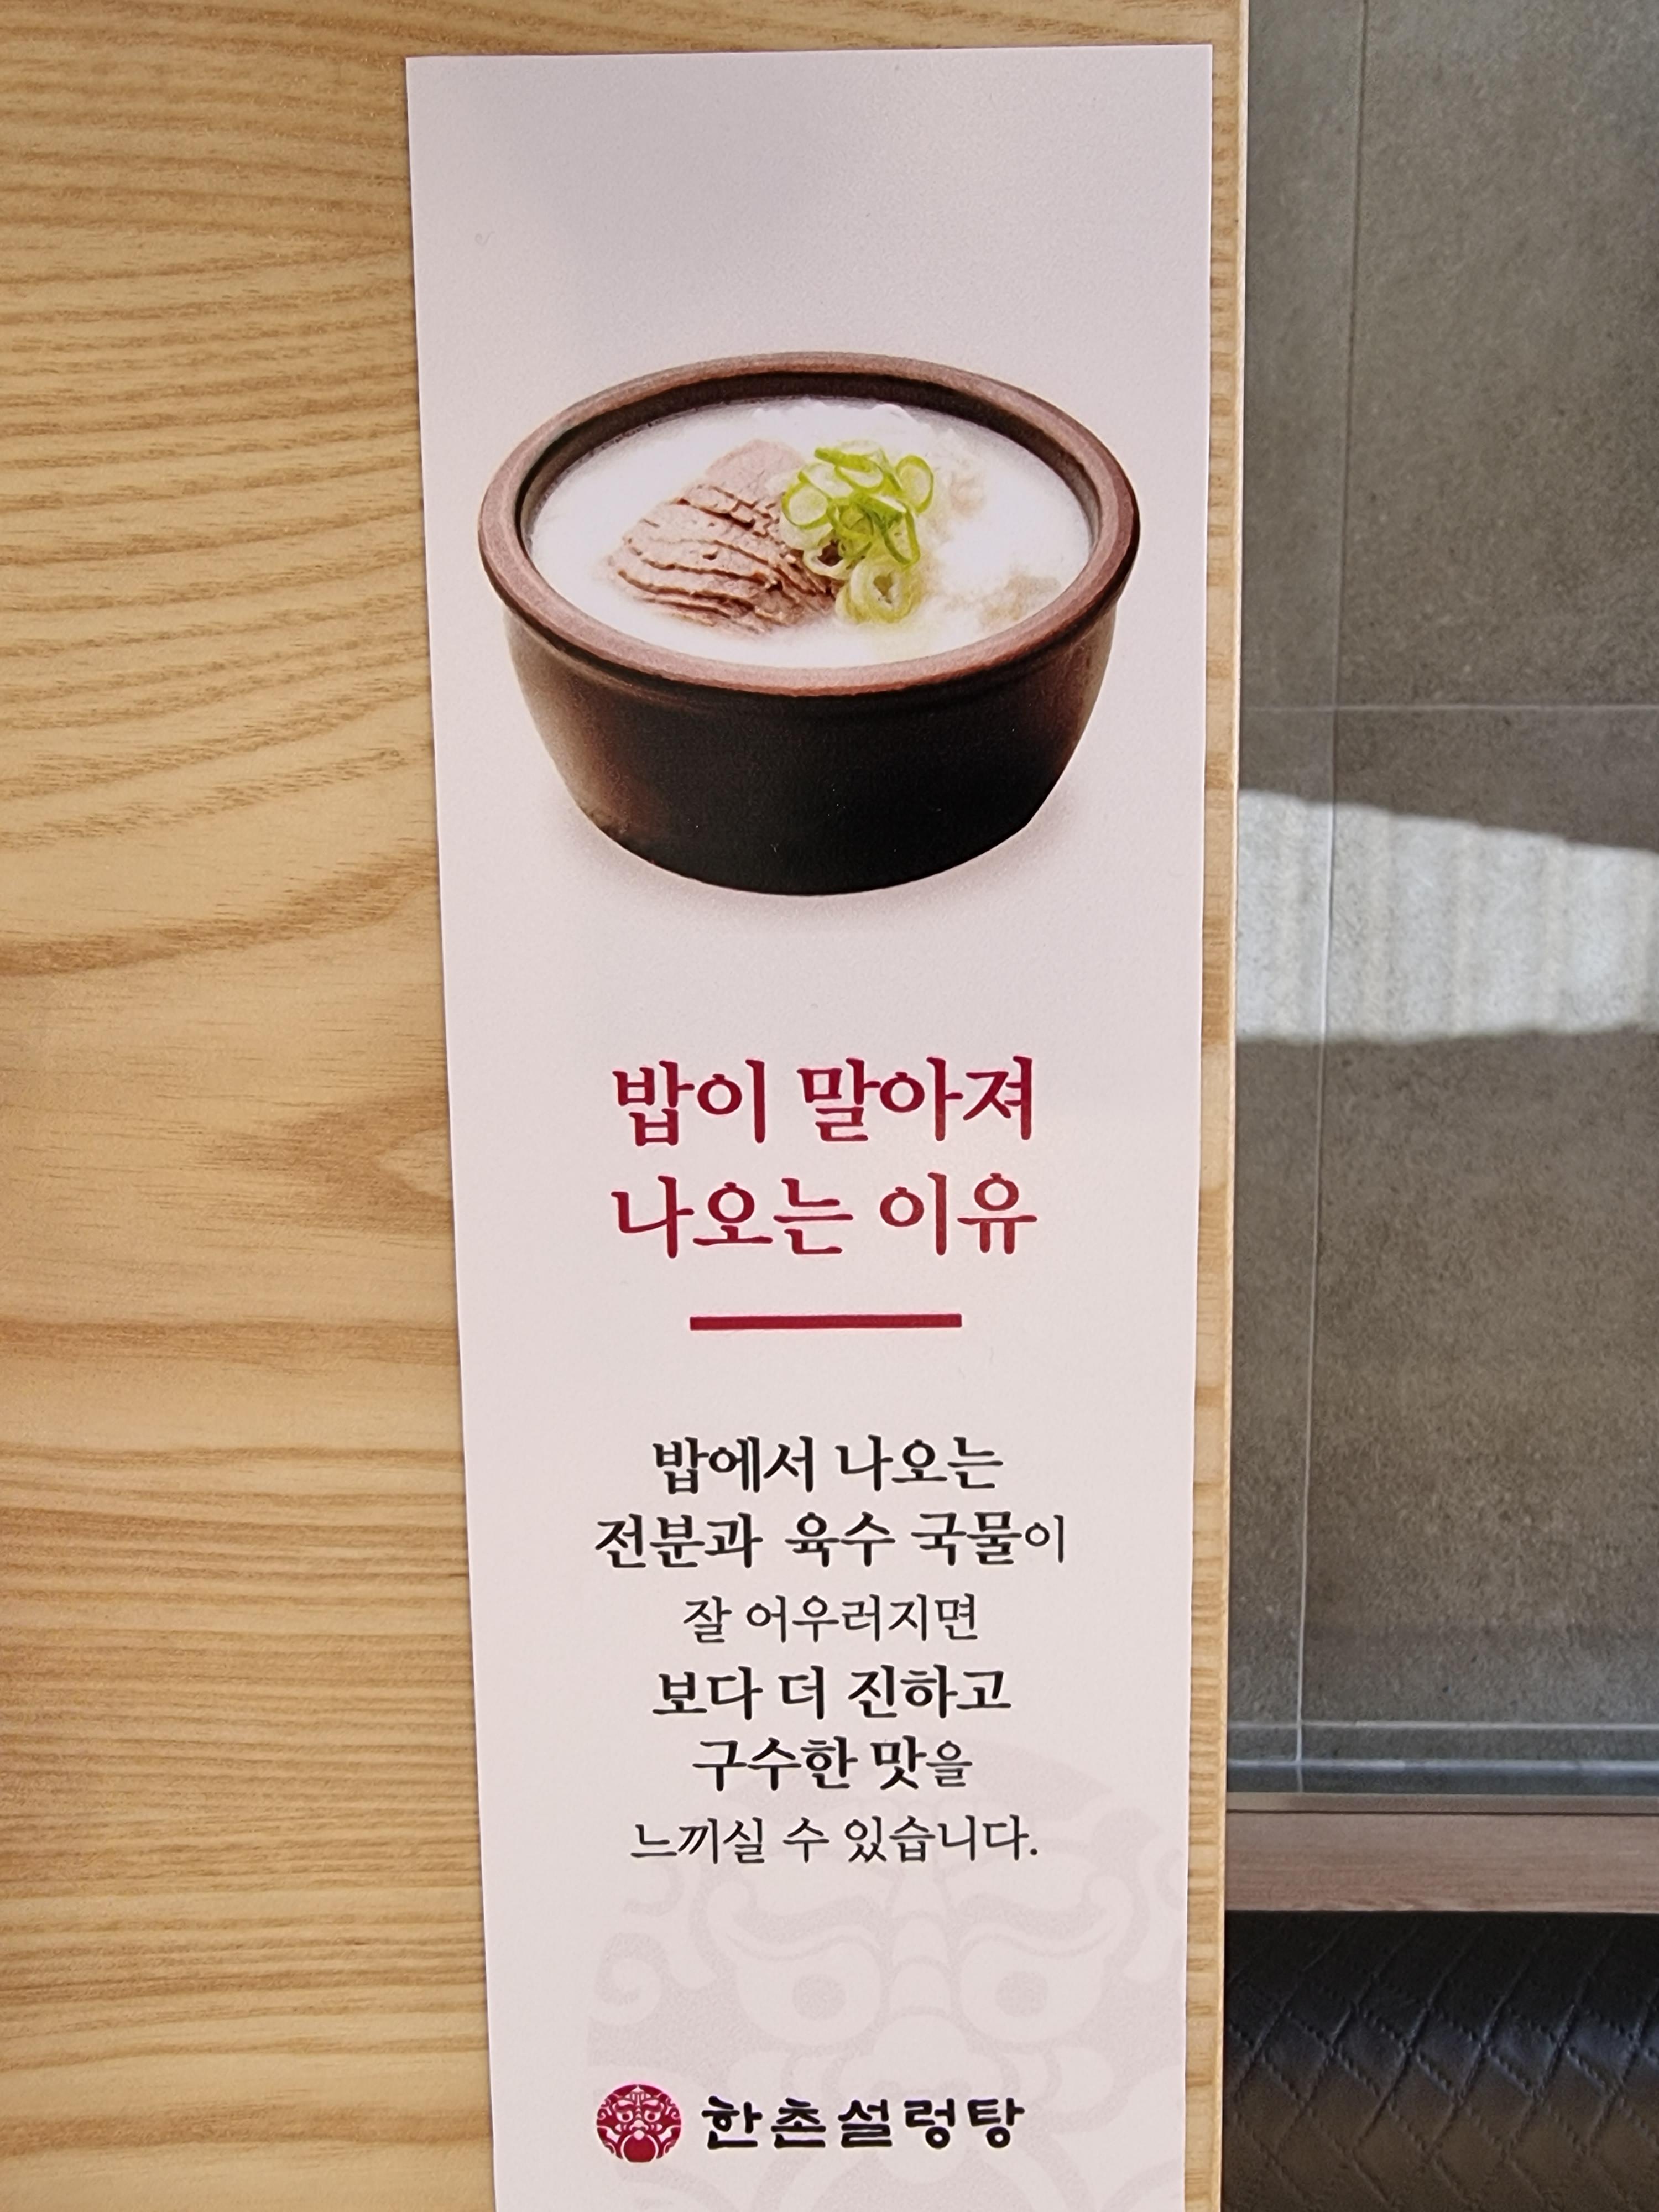 밥이 말아져
나오는 이유
밥에서 나오는
전분과 육수 국물이
잘 어우러지면
보다 더 진하고
구수한 맛을
느끼실 수 있습니다.
한촌설렁탕